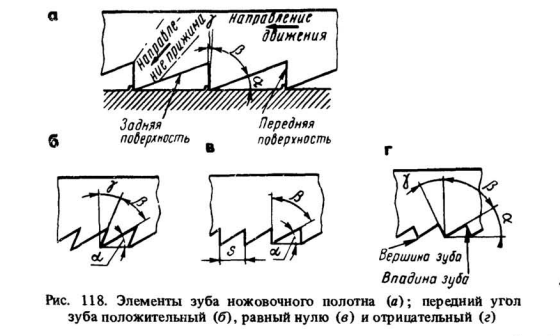 а
Направление
движения
Направле-
ние прижима
γ
β
α
Задняя
поверхность
Передняя
поверхность
б
γ
β
α
в
β
S
α
г
γ
β
α
Вершина зуба
Впадина зуба
Рис. 118. Элементы зуба ножовочного полотна (а); передний угол
зуба положительный (б), равный нулю (в) и отрицательный (г)